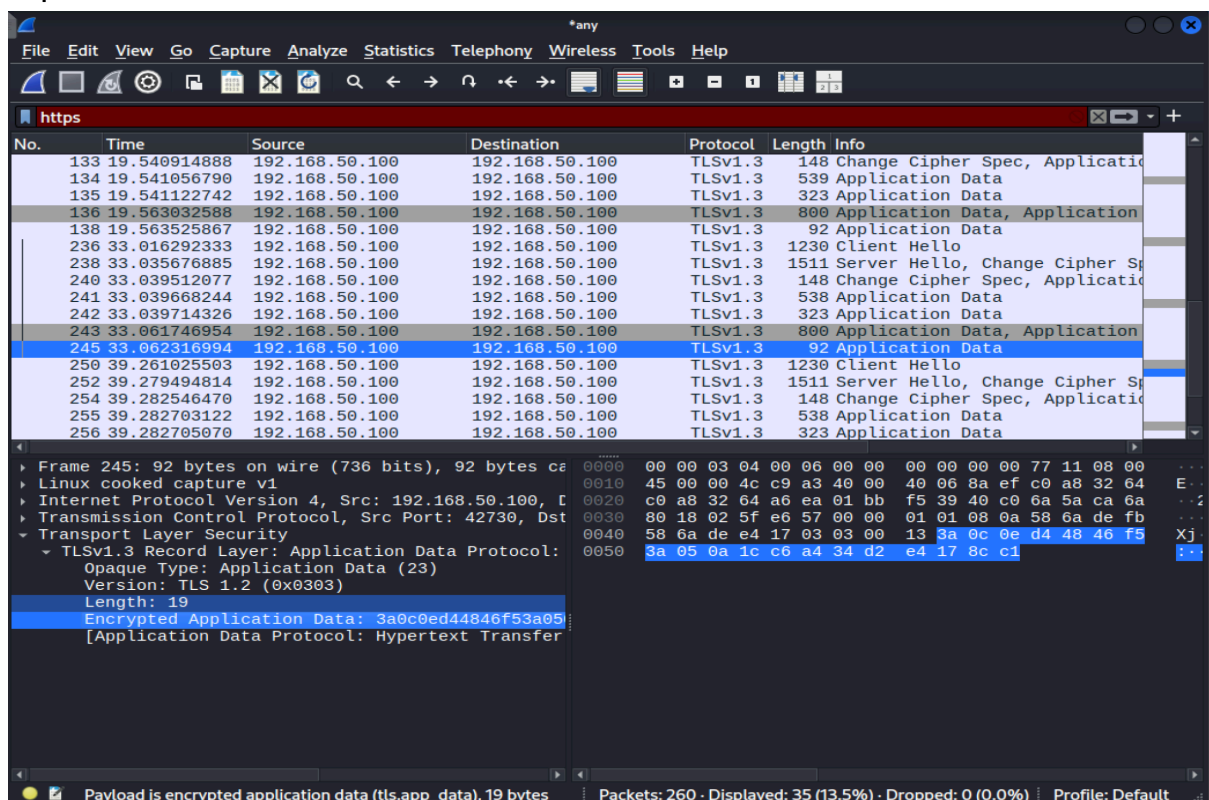 *any
File Edit View Go Capture Analyze Statistics Telephony Wireless Tools Help
https
No. Time Source Destination Protocol Length Info
133 19.540914888 192.168.50.100 192.168.50.100 TLSv1.3 148 Change Cipher Spec, Applicatio
134 19.541056790 192.168.50.100 192.168.50.100 TLSv1.3 539 Application Data
135 19.541122742 192.168.50.100 192.168.50.100 TLSv1.3 323 Application Data
136 19.563032588 192.168.50.100 192.168.50.100 TLSv1.3 800 Application Data, Application
138 19.563525867 192.168.50.100 192.168.50.100 TLSv1.3 92 Application Data
236 33.016292333 192.168.50.100 192.168.50.100 TLSv1.3 1230 Client Hello
238 33.035676885 192.168.50.100 192.168.50.100 TLSv1.3 1511 Server Hello, Change Cipher Sp
240 33.039512077 192.168.50.100 192.168.50.100 TLSv1.3 148 Change Cipher Spec, Applicatio
241 33.039668244 192.168.50.100 192.168.50.100 TLSv1.3 538 Application Data
242 33.039714326 192.168.50.100 192.168.50.100 TLSv1.3 323 Application Data
243 33.061746954 192.168.50.100 192.168.50.100 TLSv1.3 800 Application Data, Application
245 33.062316994 192.168.50.100 192.168.50.100 TLSv1.3 92 Application Data
250 39.261025503 192.168.50.100 192.168.50.100 TLSv1.3 1230 Client Hello
252 39.279494814 192.168.50.100 192.168.50.100 TLSv1.3 1511 Server Hello, Change Cipher Sp
254 39.282546470 192.168.50.100 192.168.50.100 TLSv1.3 148 Change Cipher Spec, Applicatio
255 39.282703122 192.168.50.100 192.168.50.100 TLSv1.3 538 Application Data
256 39.282705070 192.168.50.100 192.168.50.100 TLSv1.3 323 Application Data
Frame 245: 92 bytes on wire (736 bits), 92 bytes ca
Linux cooked capture v1
Internet Protocol Version 4, Src: 192.168.50.100, D
Transmission Control Protocol, Src Port: 42730, Dst
Transport Layer Security
TLSv1.3 Record Layer: Application Data Protocol:
Opaque Type: Application Data (23)
Version: TLS 1.2 (0x0303)
Length: 19
Encrypted Application Data: 3a0c0ed44846f53a05
[Application Data Protocol: Hypertext Transfer
0000 00 00 03 04 00 06 00 00 00 00 00 00 77 11 08 00 ...
0010 45 00 00 4c c9 a3 40 00 40 06 8a ef c0 a8 32 64 E..
0020 c0 a8 32 64 a6 ea 01 bb f5 39 40 c0 6a 5a ca 6a ..2
0030 80 18 02 5f e6 57 00 00 01 01 08 0a 58 6a de fb ...
0040 58 6a de e4 17 03 03 00 13 3a 0c 0e d4 48 46 f5 Xj.
0050 3a 05 0a 1c c6 a4 34 d2 e4 17 8c c1 :..
Payload is encrypted application data (tls.app_data), 19 bytes Packets: 260 · Displayed: 35 (13.5%) · Dropped: 0 (0.0%) Profile: Default